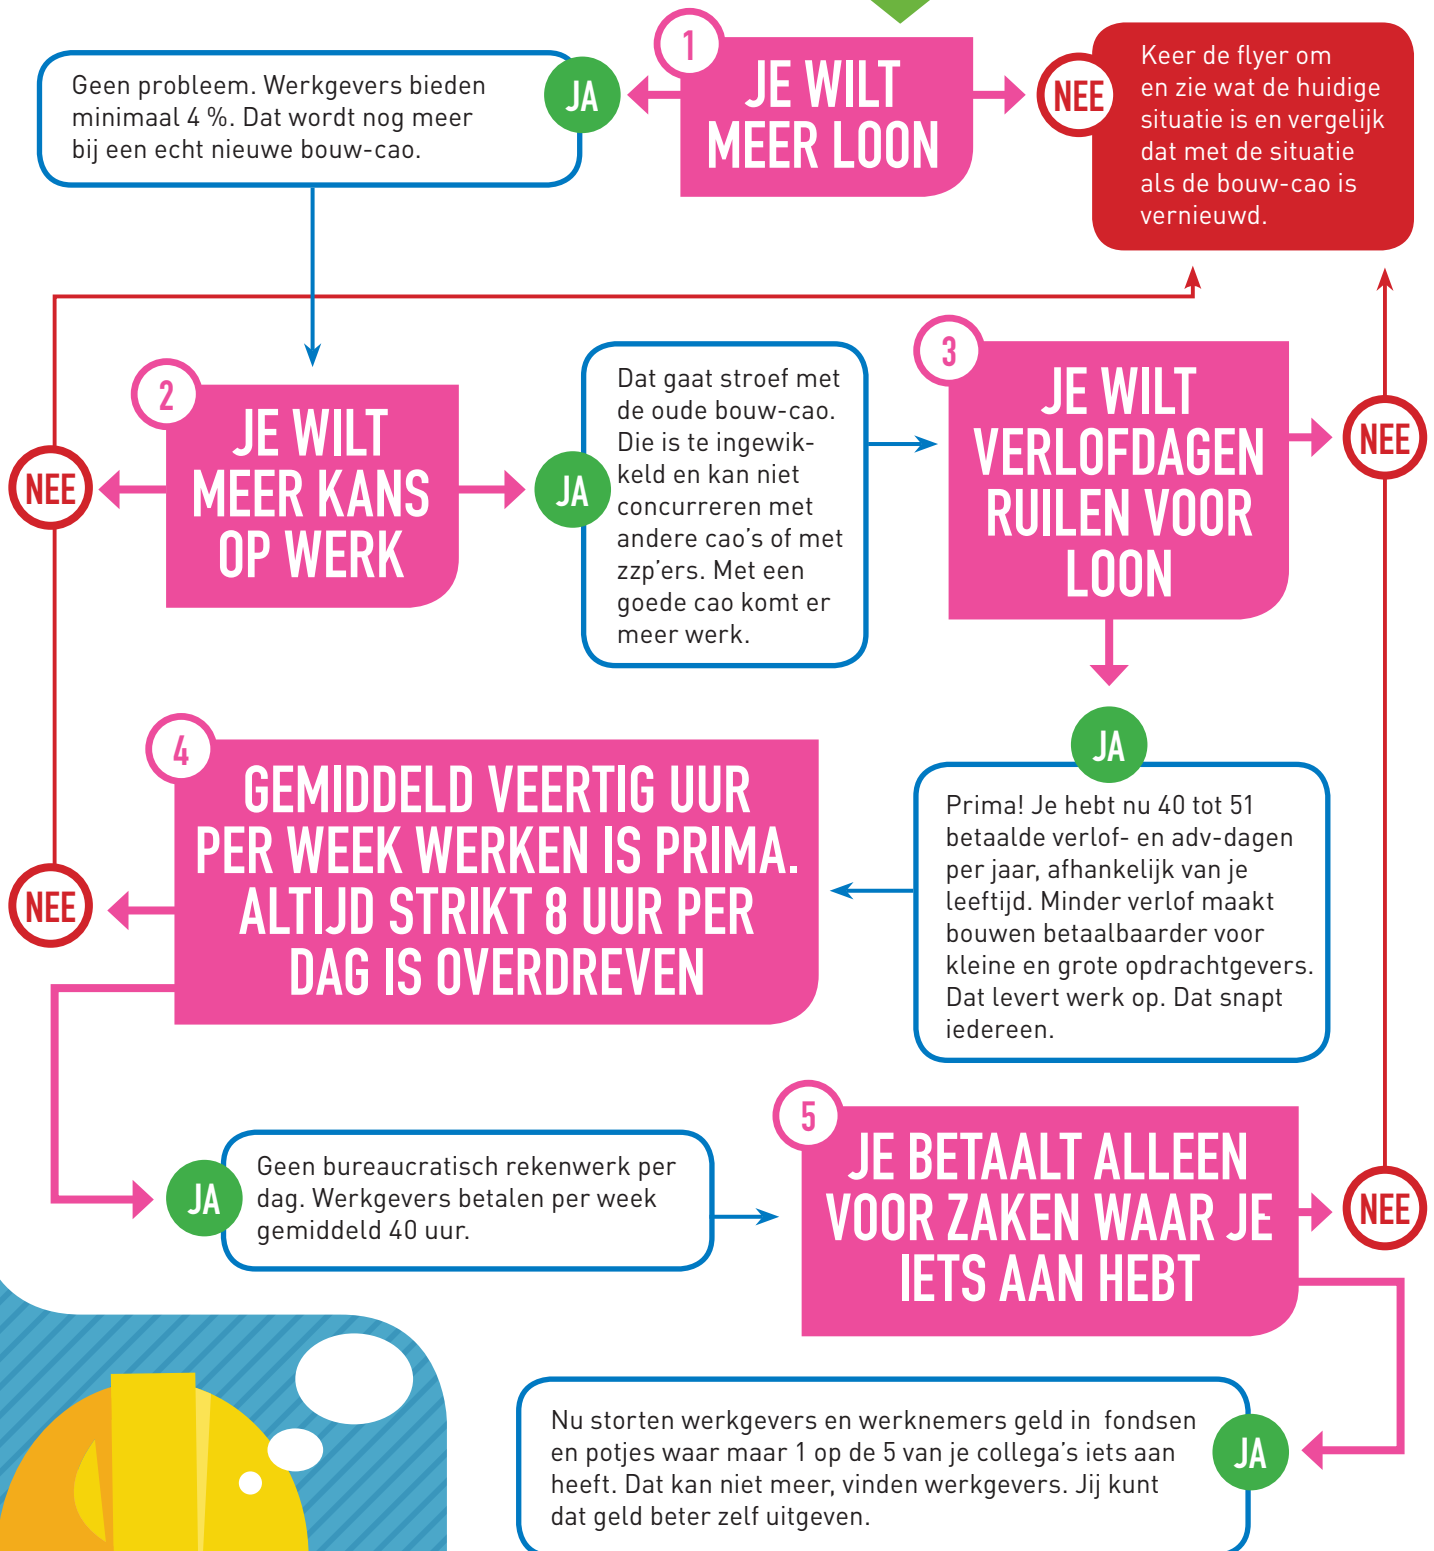 1
JE WILT
MEER LOON
JA
Geen probleem. Werkgevers bieden
minimaal 4 %. Dat wordt nog meer
bij een echt nieuwe bouw-cao.
NEE
Keer de flyer om
en zie wat de huidige
situatie is en vergelijk
dat met de situatie
als de bouw-cao is
vernieuwd.
2
JE WILT
MEER KANS
OP WERK
NEE
JA
Dat gaat stroef met
de oude bouw-cao.
Die is te ingewik-
keld en kan niet
concurreren met
andere cao's of met
zzp'ers. Met een
goede cao komt er
meer werk.
3
JE WILT
VERLOFDAGEN
RUILEN VOOR
LOON
NEE
JA
Prima! Je hebt nu 40 tot 51
betaalde verlof- en adv-dagen
per jaar, afhankelijk van je
leeftijd. Minder verlof maakt
bouwen betaalbaarder voor
kleine en grote opdrachtgevers.
Dat levert werk op. Dat snapt
iedereen.
4
GEMIDDELD VEERTIG UUR
PER WEEK WERKEN IS PRIMA.
ALTIJD STRIKT 8 UUR PER
DAG IS OVERDREVEN
NEE
JA
Geen bureaucratisch rekenwerk per
dag. Werkgevers betalen per week
gemiddeld 40 uur.
5
JE BETAALT ALLEEN
VOOR ZAKEN WAAR JE
IETS AAN HEBT
NEE
JA
Nu storten werkgevers en werknemers geld in fondsen
en potjes waar maar 1 op de 5 van je collega's iets aan
heeft. Dat kan niet meer, vinden werkgevers. Jij kunt
dat geld beter zelf uitgeven.